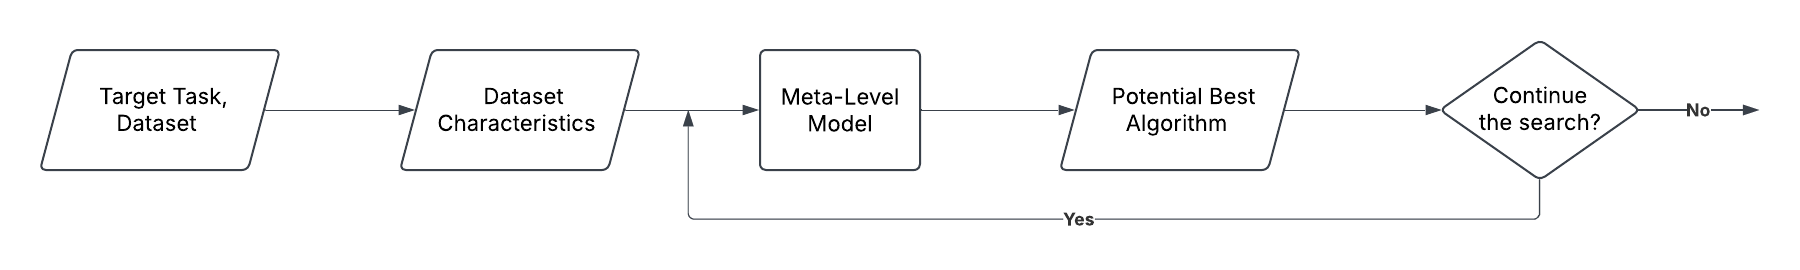 Target Task,
Dataset
Dataset
Characteristics
Meta-Level
Model
Potential Best
Algorithm
Continue
the search?
No
Yes